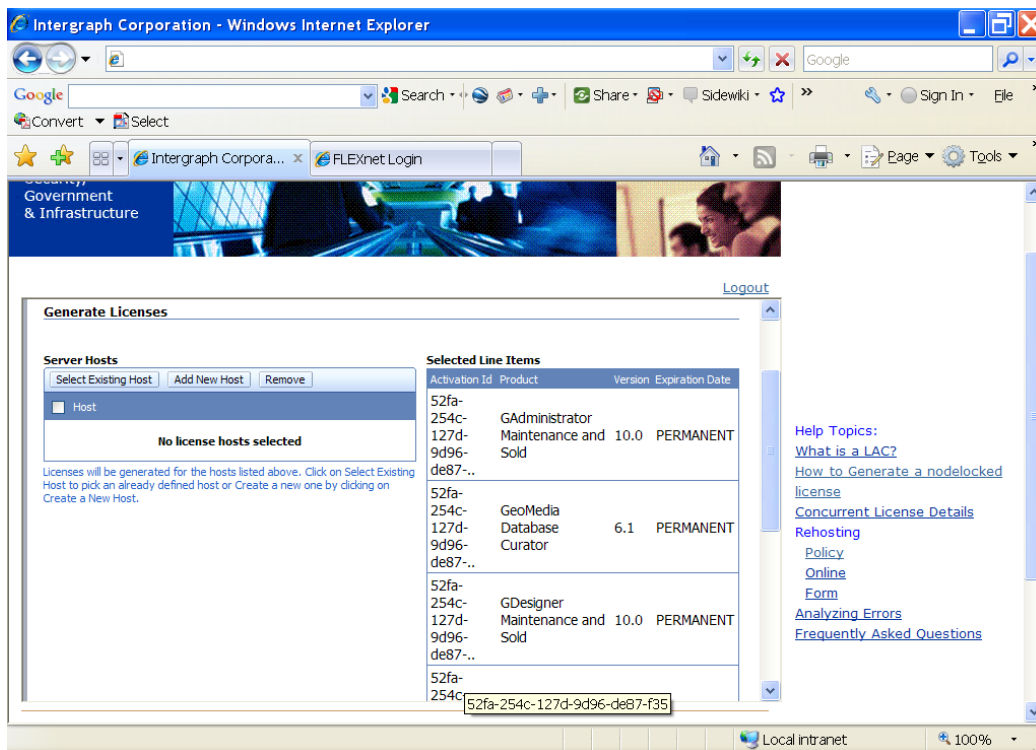 Intergraph Corporation - Windows Internet Explorer
Google
Google
Search
Share
Sidewiki
»
Sign In
File
Convert
Select
Intergraph Corpora...
x
FLEXnet Login
Page
Tools
Government
& Infrastructure
Logout
Generate Licenses
Server Hosts
Select Existing Host
Add New Host
Remove
Host
No license hosts selected
Licenses will be generated for the hosts listed above. Click on Select Existing
Host to pick an already defined host or Create a new one by clicking on
Create a New Host.
Selected Line Items
Activation Id Product Version Expiration Date
52fa-
254c- GAdministrator
127d- Maintenance and 10.0 PERMANENT
9d96- Sold
de87-..
52fa-
254c- GeoMedia
127d- Database 6.1 PERMANENT
9d96- Curator
de87-..
52fa-
254c- GDesigner
127d- Maintenance and 10.0 PERMANENT
9d96- Sold
de87-..
52fa-
254c-
52fa-254c-127d-9d96-de87-f35
Help Topics:
What is a LAC?
How to Generate a nodelocked
license
Concurrent License Details
Rehosting
Policy
Online
Form
Analyzing Errors
Frequently Asked Questions
Local intranet
100%